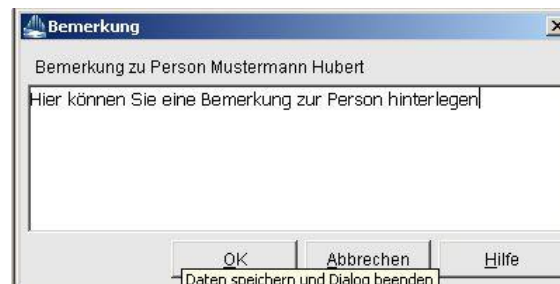 Bemerkung
Bemerkung zu Person Mustermann Hubert
Hier können Sie eine Bemerkung zur Person hinterlegen
OK Abbrechen Hilfe
Daten speichern und Dialog beenden